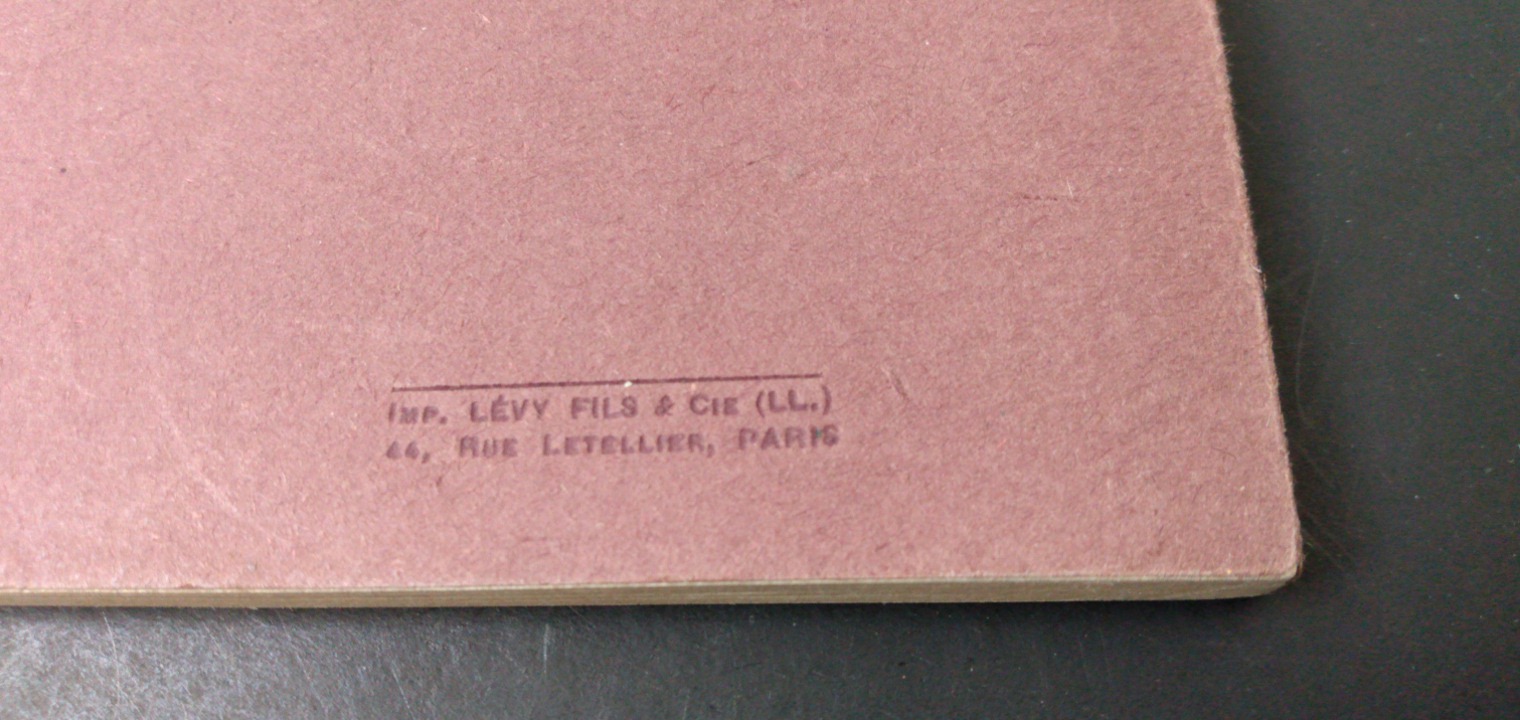 IMP. LÉVY FILS & CIE (LL.)
44, RUE LETELLIER, PARIS